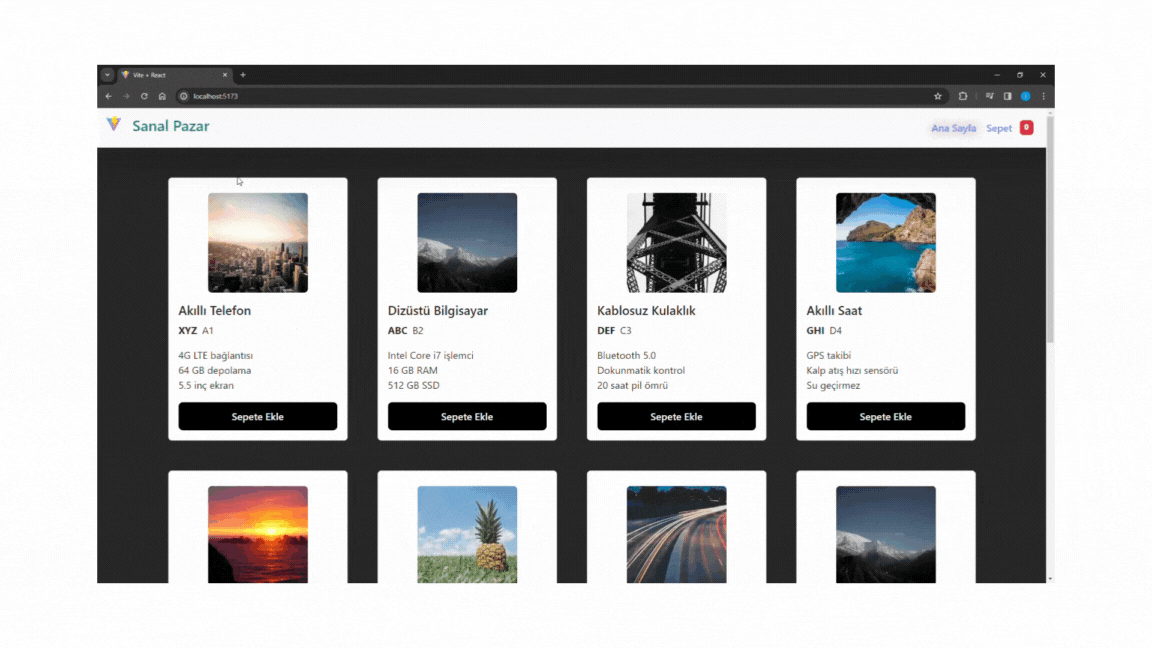 Vite + React
localhost:5173
Sanal Pazar
Ana Sayfa Sepet 0
Akıllı Telefon
XYZ A1
4G LTE bağlantısı
64 GB depolama
5.5 inç ekran
Sepete Ekle
Dizüstü Bilgisayar
ABC B2
Intel Core i7 işlemci
16 GB RAM
512 GB SSD
Sepete Ekle
Kablosuz Kulaklık
DEF C3
Bluetooth 5.0
Dokunmatik kontrol
20 saat pil ömrü
Sepete Ekle
Akıllı Saat
GHI D4
GPS takibi
Kalp atış hızı sensörü
Su geçirmez
Sepete Ekle